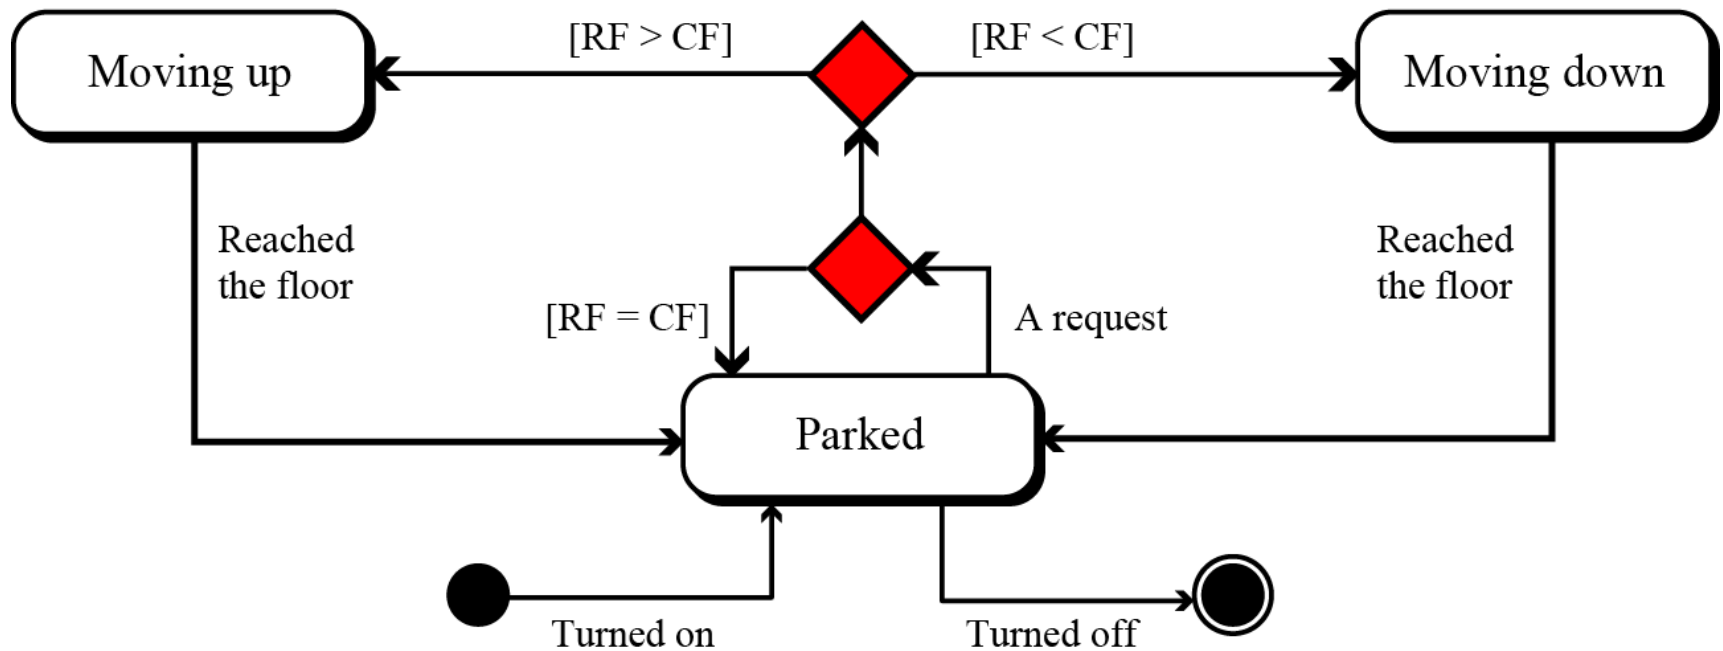 [RF > CF]
[RF < CF]
Moving up
Moving down
Reached
the floor
Reached
the floor
[RF = CF]
A request
Parked
Turned on
Turned off